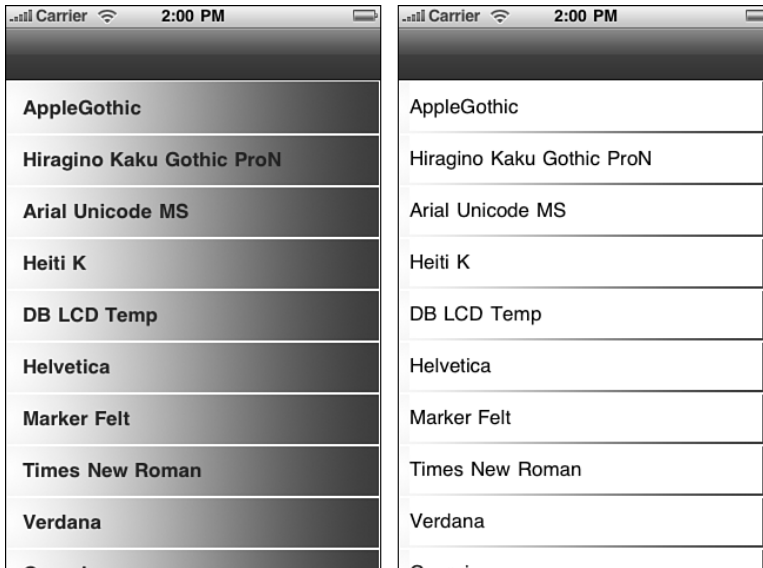 Carrier 2:00 PM
AppleGothic
Hiragino Kaku Gothic ProN
Arial Unicode MS
Heiti K
DB LCD Temp
Helvetica
Marker Felt
Times New Roman
Verdana
Carrier 2:00 PM
AppleGothic
Hiragino Kaku Gothic ProN
Arial Unicode MS
Heiti K
DB LCD Temp
Helvetica
Marker Felt
Times New Roman
Verdana